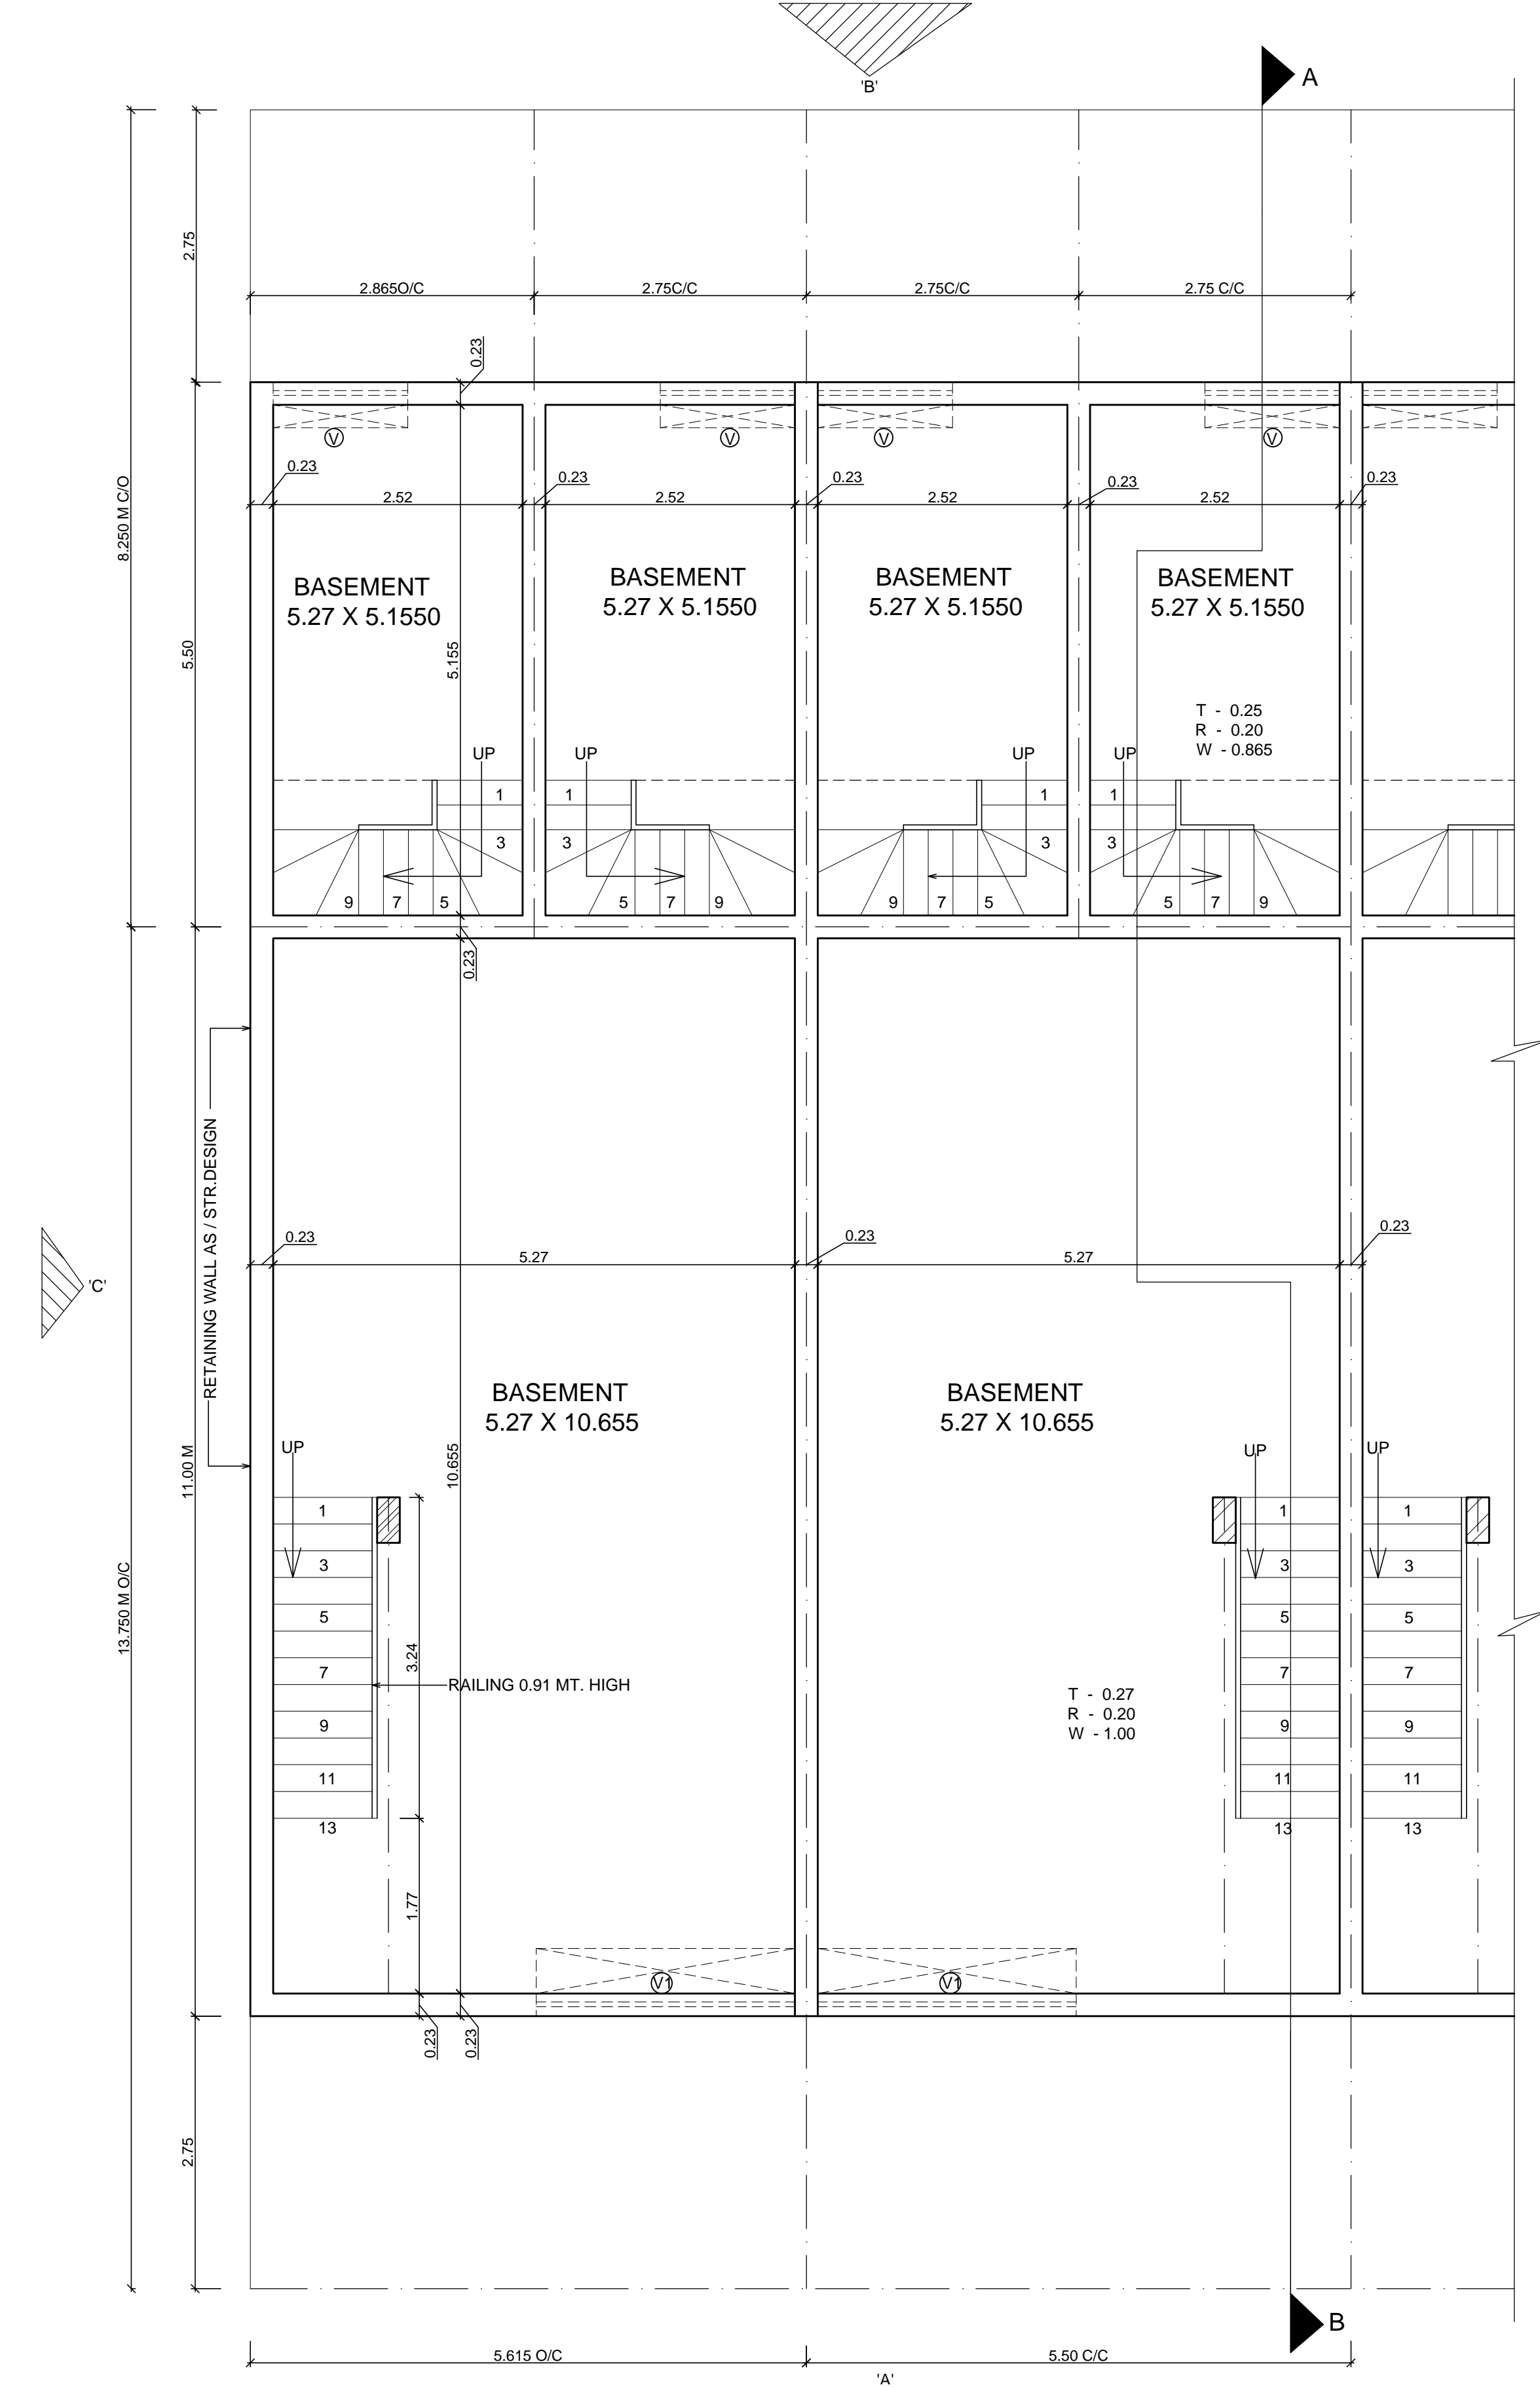 'B'
A
2.75
2.865O/C
2.75C/C
2.75C/C
2.75 C/C
0.23
V
V
V
V
0.23
0.23
0.23
0.23
0.23
2.52
2.52
2.52
2.52
8.250 M C/O
5.50
BASEMENT
5.27 X 5.1550
BASEMENT
5.27 X 5.1550
BASEMENT
5.27 X 5.1550
BASEMENT
5.27 X 5.1550
5.155
T - 0.25
R - 0.20
W - 0.865
UP
UP
UP
UP
1
1
1
1
3
3
3
3
9
7
5
5
7
9
9
7
5
5
7
9
0.23
RETAINING WALL AS / STR.DESIGN
0.23
0.23
0.23
5.27
5.27
'C'
BASEMENT
5.27 X 10.655
BASEMENT
5.27 X 10.655
11.00 M
10.655
UP
UP
UP
1
1
1
3
3
3
13.750 M O/C
5
5
5
3.24
7
7
7
RAILING 0.91 MT. HIGH
T - 0.27
R - 0.20
W - 1.00
9
9
9
11
11
11
13
13
13
1.77
V1
V1
0.23
0.23
2.75
B
5.615 O/C
5.50 C/C
'A'